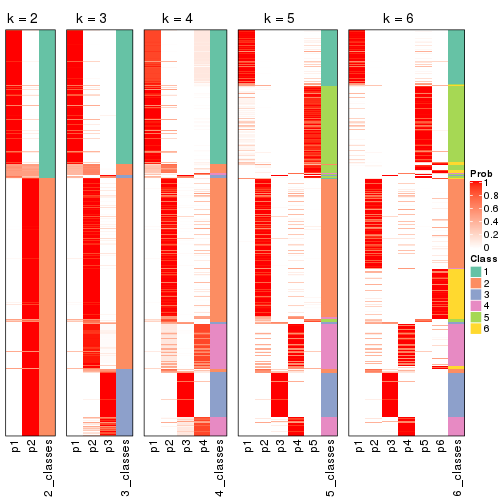 k = 2
k = 3
k = 4
k = 5
k = 6
Prob
1
0.8
0.6
0.4
0.2
0
Class
1
2
3
4
5
6
p1
p2
2_classes
p1
p2
p3
3_classes
p1
p2
p3
p4
4_classes
p1
p2
p3
p4
p5
5_classes
p1
p2
p3
p4
p5
p6
6_classes